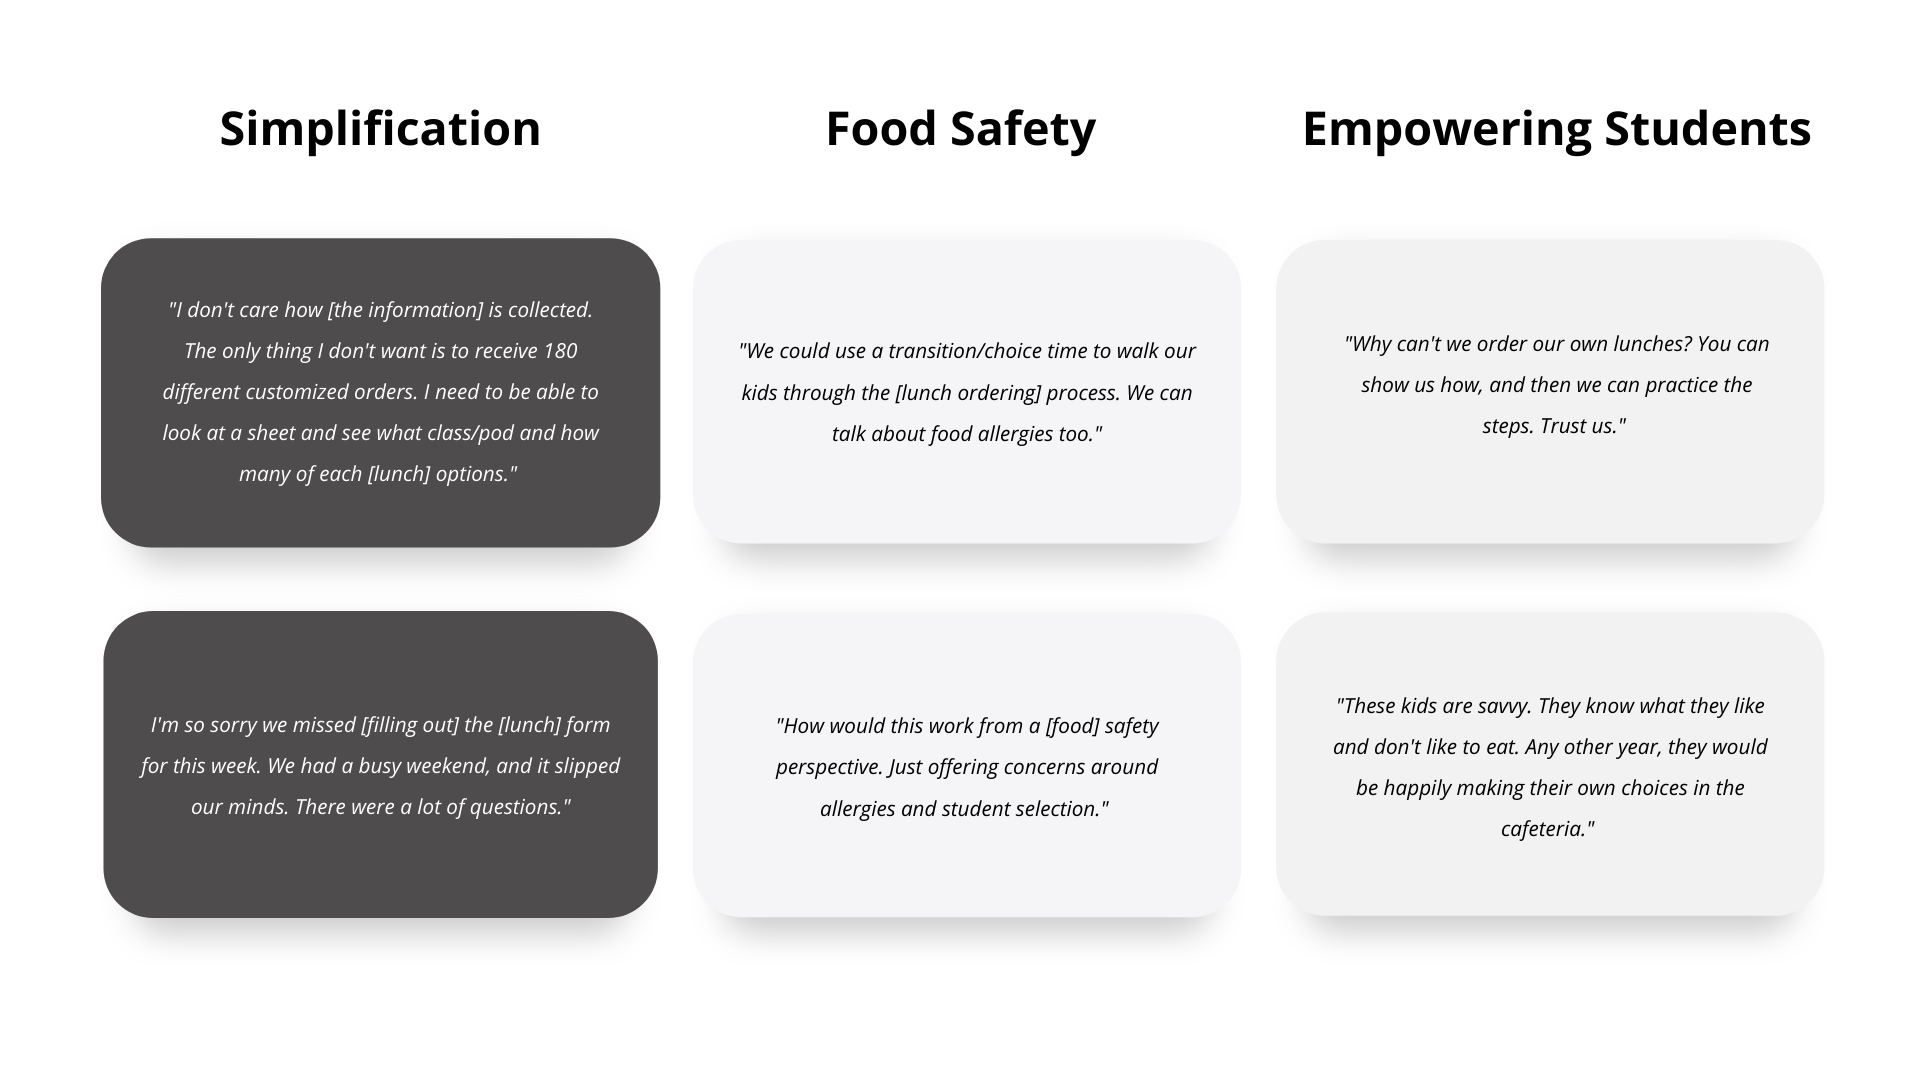 Simplification
Food Safety
Empowering Students
"I don't care how [the information] is collected.
The only thing I don't want is to receive 180
different customized orders. I need to be able to
look at a sheet and see what class/pod and how
many of each [lunch] options."
"We could use a transition/choice time to walk our
kids through the [lunch ordering] process. We can
talk about food allergies too."
"Why can't we order our own lunches? You can
show us how, and then we can practice the
steps. Trust us."
I'm so sorry we missed [filling out] the [lunch] form
for this week. We had a busy weekend, and it slipped
our minds. There were a lot of questions."
"How would this work from a [food] safety
perspective. Just offering concerns around
allergies and student selection."
"These kids are savvy. They know what they like
and don't like to eat. Any other year, they would
be happily making their own choices in the
cafeteria."